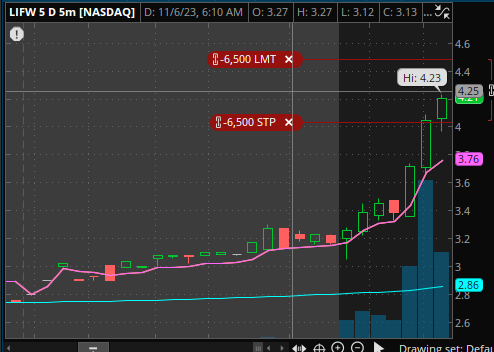 LIFW 5 D 5m [NASDAQ] D: 11/6/23, 6:10 AM O: 3.27 H: 3.27 L: 3.12 C: 3.13 ...
4.6
-6,500 LMT
4.4
Hi: 4.23
4.25
4.21
-6,500 STP
4
3.8
3.76
3.6
3.4
3.2
3
2.86
2.8
2.6
Drawing set: Defau